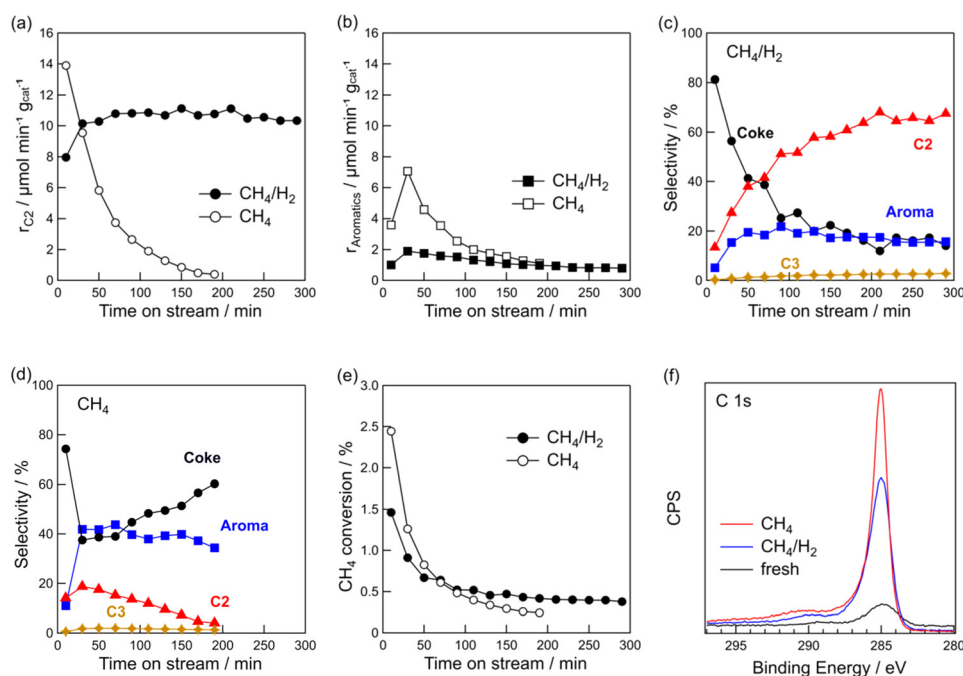 (a)
r_C2 / μmol min⁻¹ g_cat⁻¹
16
14
12
10
8
6
4
2
0
CH₄/H₂
CH₄
0 50 100 150 200 250 300
Time on stream / min
(b)
r_Aromatics / μmol min⁻¹ g_cat⁻¹
16
14
12
10
8
6
4
2
0
CH₄/H₂
CH₄
0 50 100 150 200 250 300
Time on stream / min
(c)
Selectivity / %
100
80
60
40
20
0
CH₄/H₂
Coke
C2
Aroma
C3
0 50 100 150 200 250 300
Time on stream / min
(d)
Selectivity / %
100
80
60
40
20
0
CH₄
Coke
Aroma
C2
C3
0 50 100 150 200 250 300
Time on stream / min
(e)
CH₄ conversion / %
3.0
2.5
2.0
1.5
1.0
0.5
0
CH₄/H₂
CH₄
0 50 100 150 200 250 300
Time on stream / min
(f)
CPS
C 1s
CH₄
CH₄/H₂
fresh
295 290 285 280
Binding Energy / eV